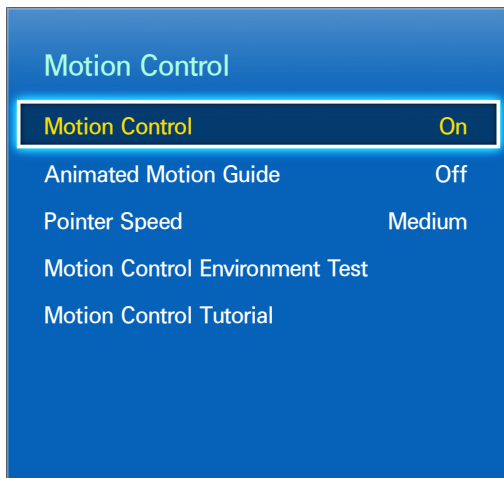 Motion Control
Motion Control On
Animated Motion Guide Off
Pointer Speed Medium
Motion Control Environment Test
Motion Control Tutorial